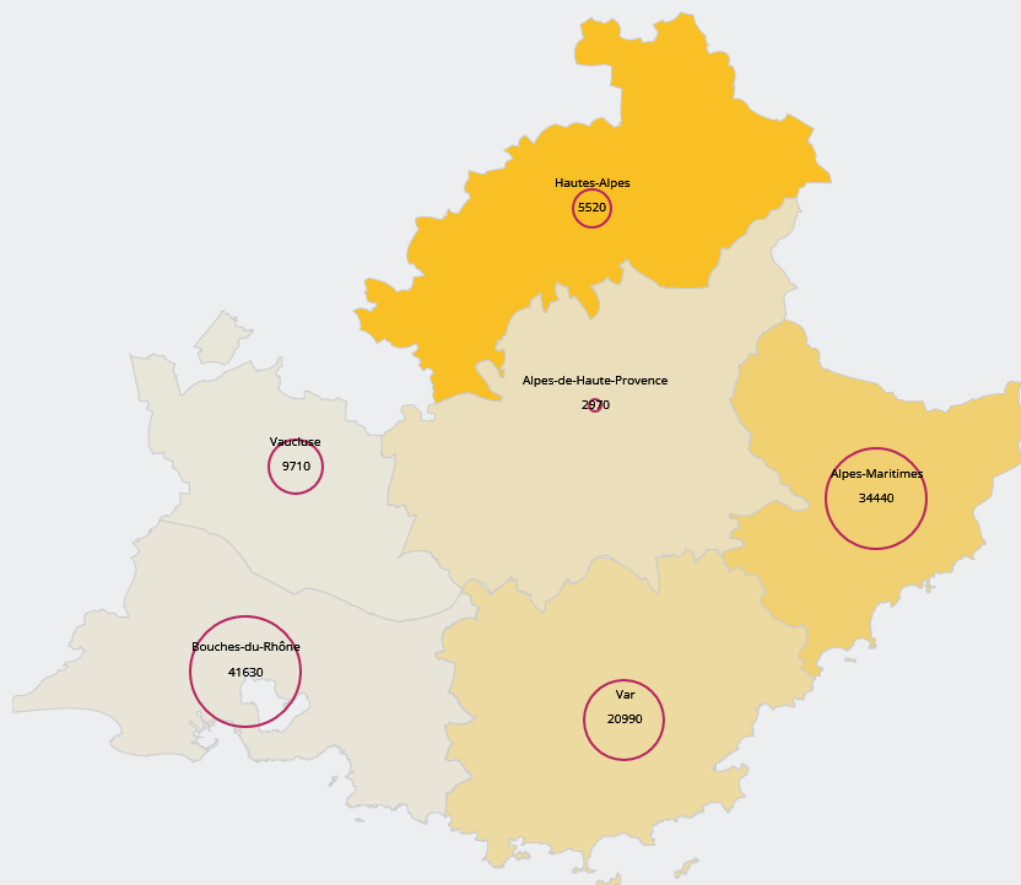 Hautes-Alpes
5520
Alpes-de-Haute-Provence
2970
Vaucluse
9710
Alpes-Maritimes
34440
Bouches-du-Rhône
41630
Var
20990